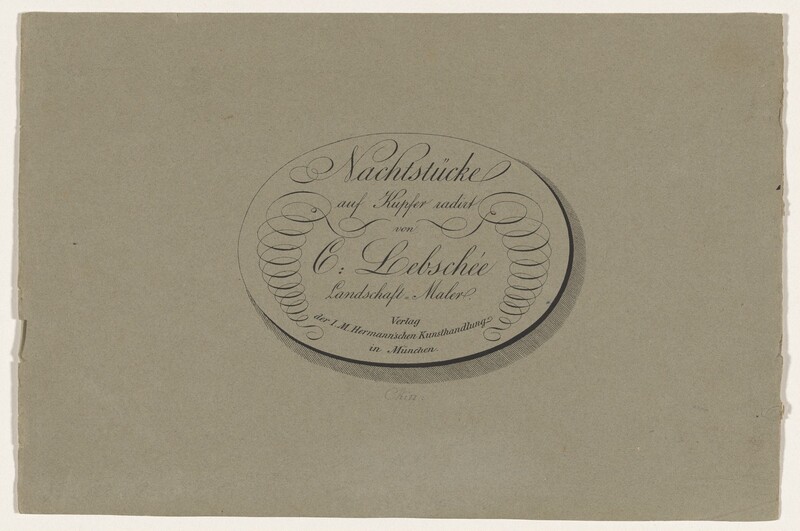 Nachtstücke
auf Kupfer radirt
von
C: Lebschée
Landschaft-Maler.
Verlag
der I. M. Hermannschen Kunsthandlung
in München.